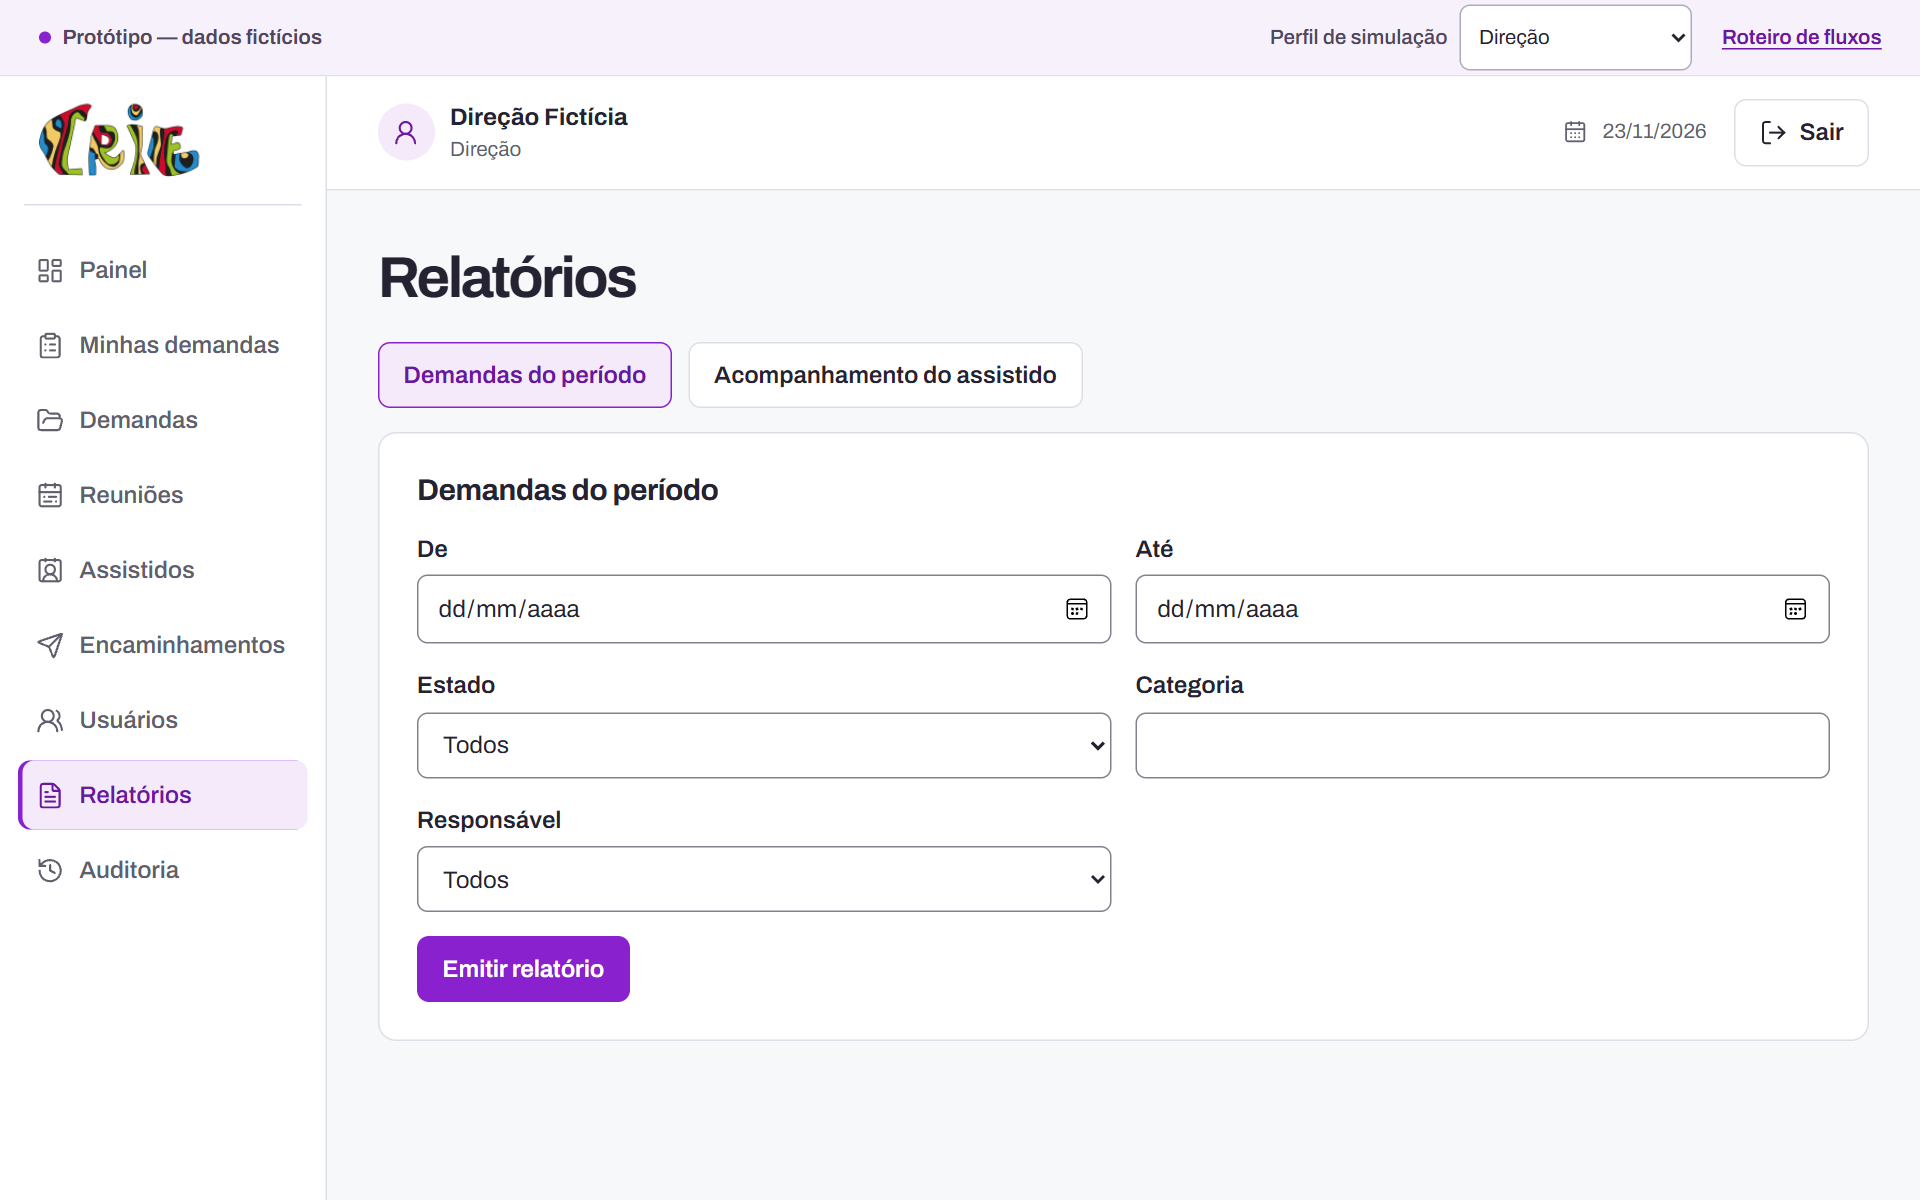 Protótipo — dados fictícios
Perfil de simulação
Direção
Roteiro de fluxos
CRIE
Direção Fictícia
Direção
23/11/2026
Sair
Painel
Minhas demandas
Demandas
Reuniões
Assistidos
Encaminhamentos
Usuários
Relatórios
Auditoria
Relatórios
Demandas do período
Acompanhamento do assistido
Demandas do período
De
Até
dd/mm/aaaa
dd/mm/aaaa
Estado
Categoria
Todos
Responsável
Todos
Emitir relatório